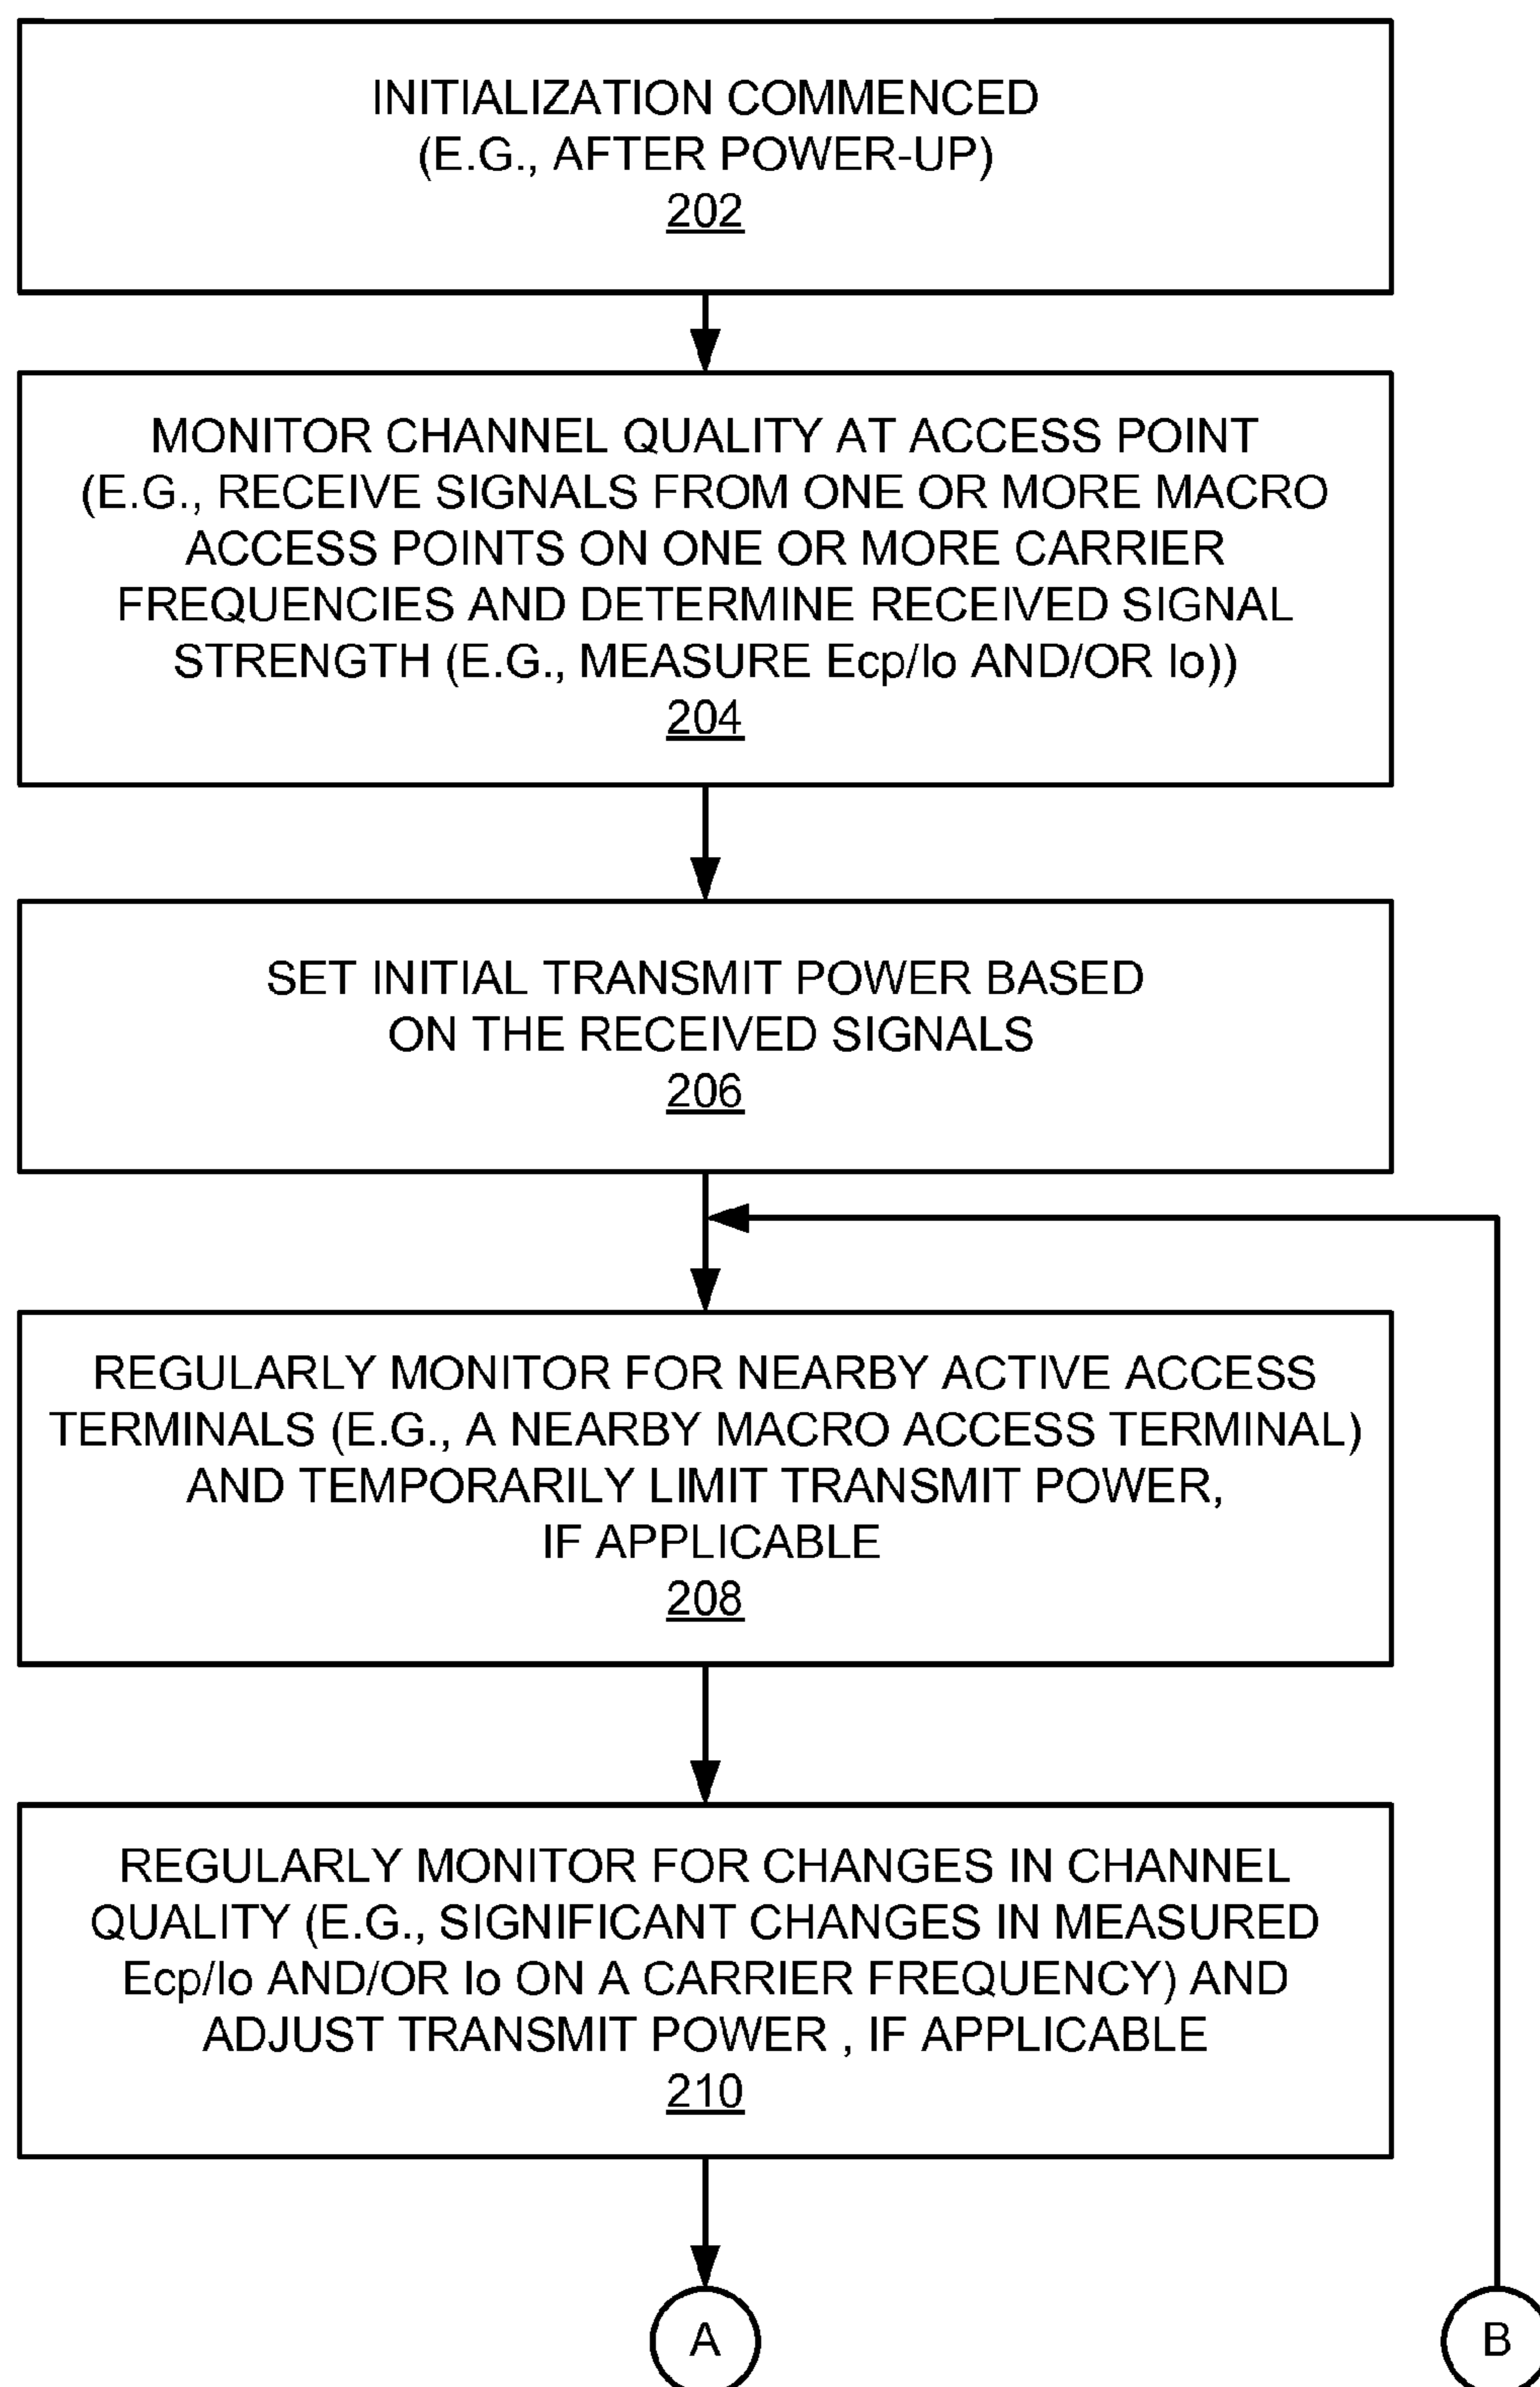 INITIALIZATION COMMENCED
(E.G., AFTER POWER-UP)
202
MONITOR CHANNEL QUALITY AT ACCESS POINT
(E.G., RECEIVE SIGNALS FROM ONE OR MORE MACRO
ACCESS POINTS ON ONE OR MORE CARRIER
FREQUENCIES AND DETERMINE RECEIVED SIGNAL
STRENGTH (E.G., MEASURE Ecp/Io AND/OR Io))
204
SET INITIAL TRANSMIT POWER BASED
ON THE RECEIVED SIGNALS
206
REGULARLY MONITOR FOR NEARBY ACTIVE ACCESS
TERMINALS (E.G., A NEARBY MACRO ACCESS TERMINAL)
AND TEMPORARILY LIMIT TRANSMIT POWER,
IF APPLICABLE
208
REGULARLY MONITOR FOR CHANGES IN CHANNEL
QUALITY (E.G., SIGNIFICANT CHANGES IN MEASURED
Ecp/Io AND/OR Io ON A CARRIER FREQUENCY) AND
ADJUST TRANSMIT POWER , IF APPLICABLE
210
A
B